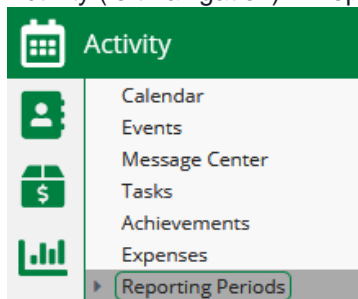 Activity
Calendar
Events
Message Center
$
Tasks
Achievements
Expenses
Reporting Periods